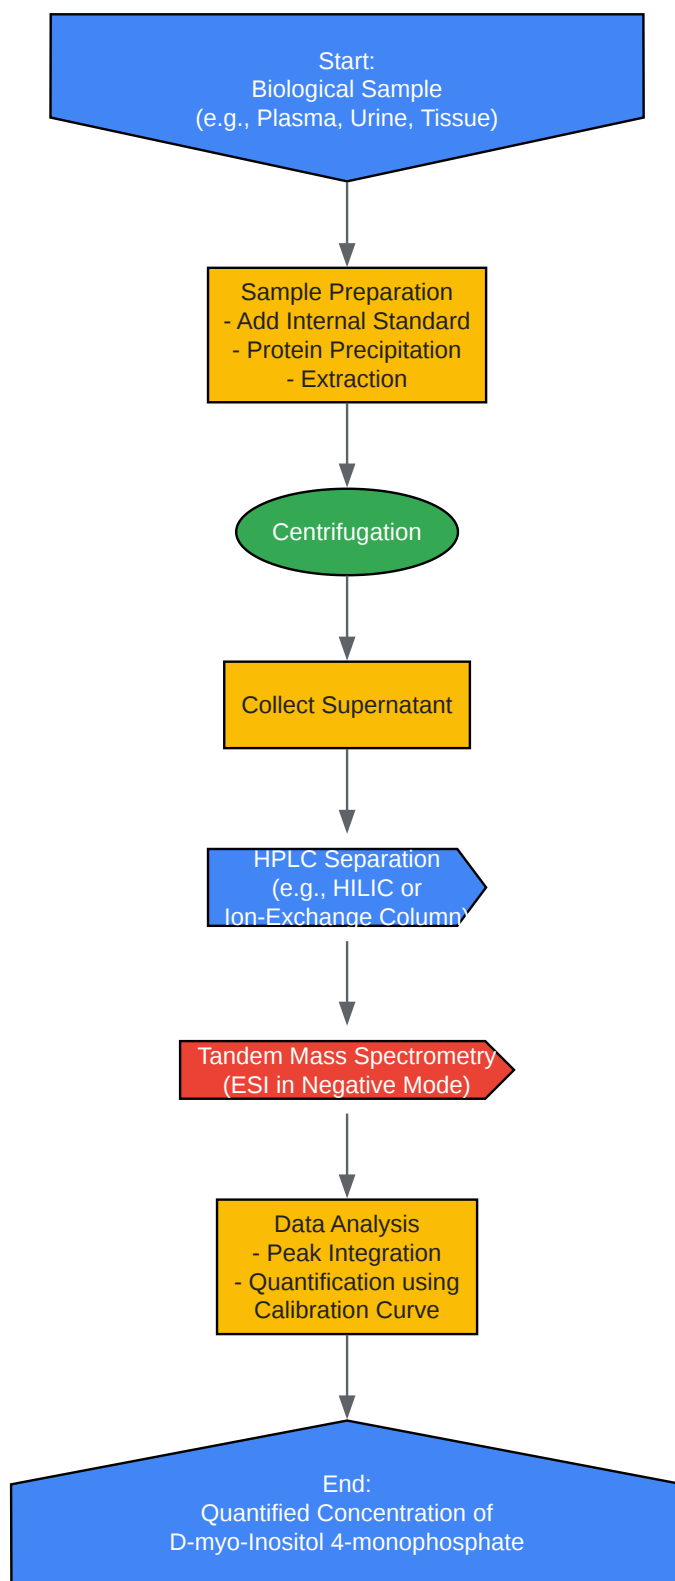 Start:
Biological Sample
(e.g., Plasma, Urine, Tissue)
Sample Preparation
- Add Internal Standard
- Protein Precipitation
- Extraction
Centrifugation
Collect Supernatant
HPLC Separation
(e.g., HILIC or
Ion-Exchange Column)
Tandem Mass Spectrometry
(ESI in Negative Mode)
Data Analysis
- Peak Integration
- Quantification using
Calibration Curve
End:
Quantified Concentration of
D-myo-Inositol 4-monophosphate